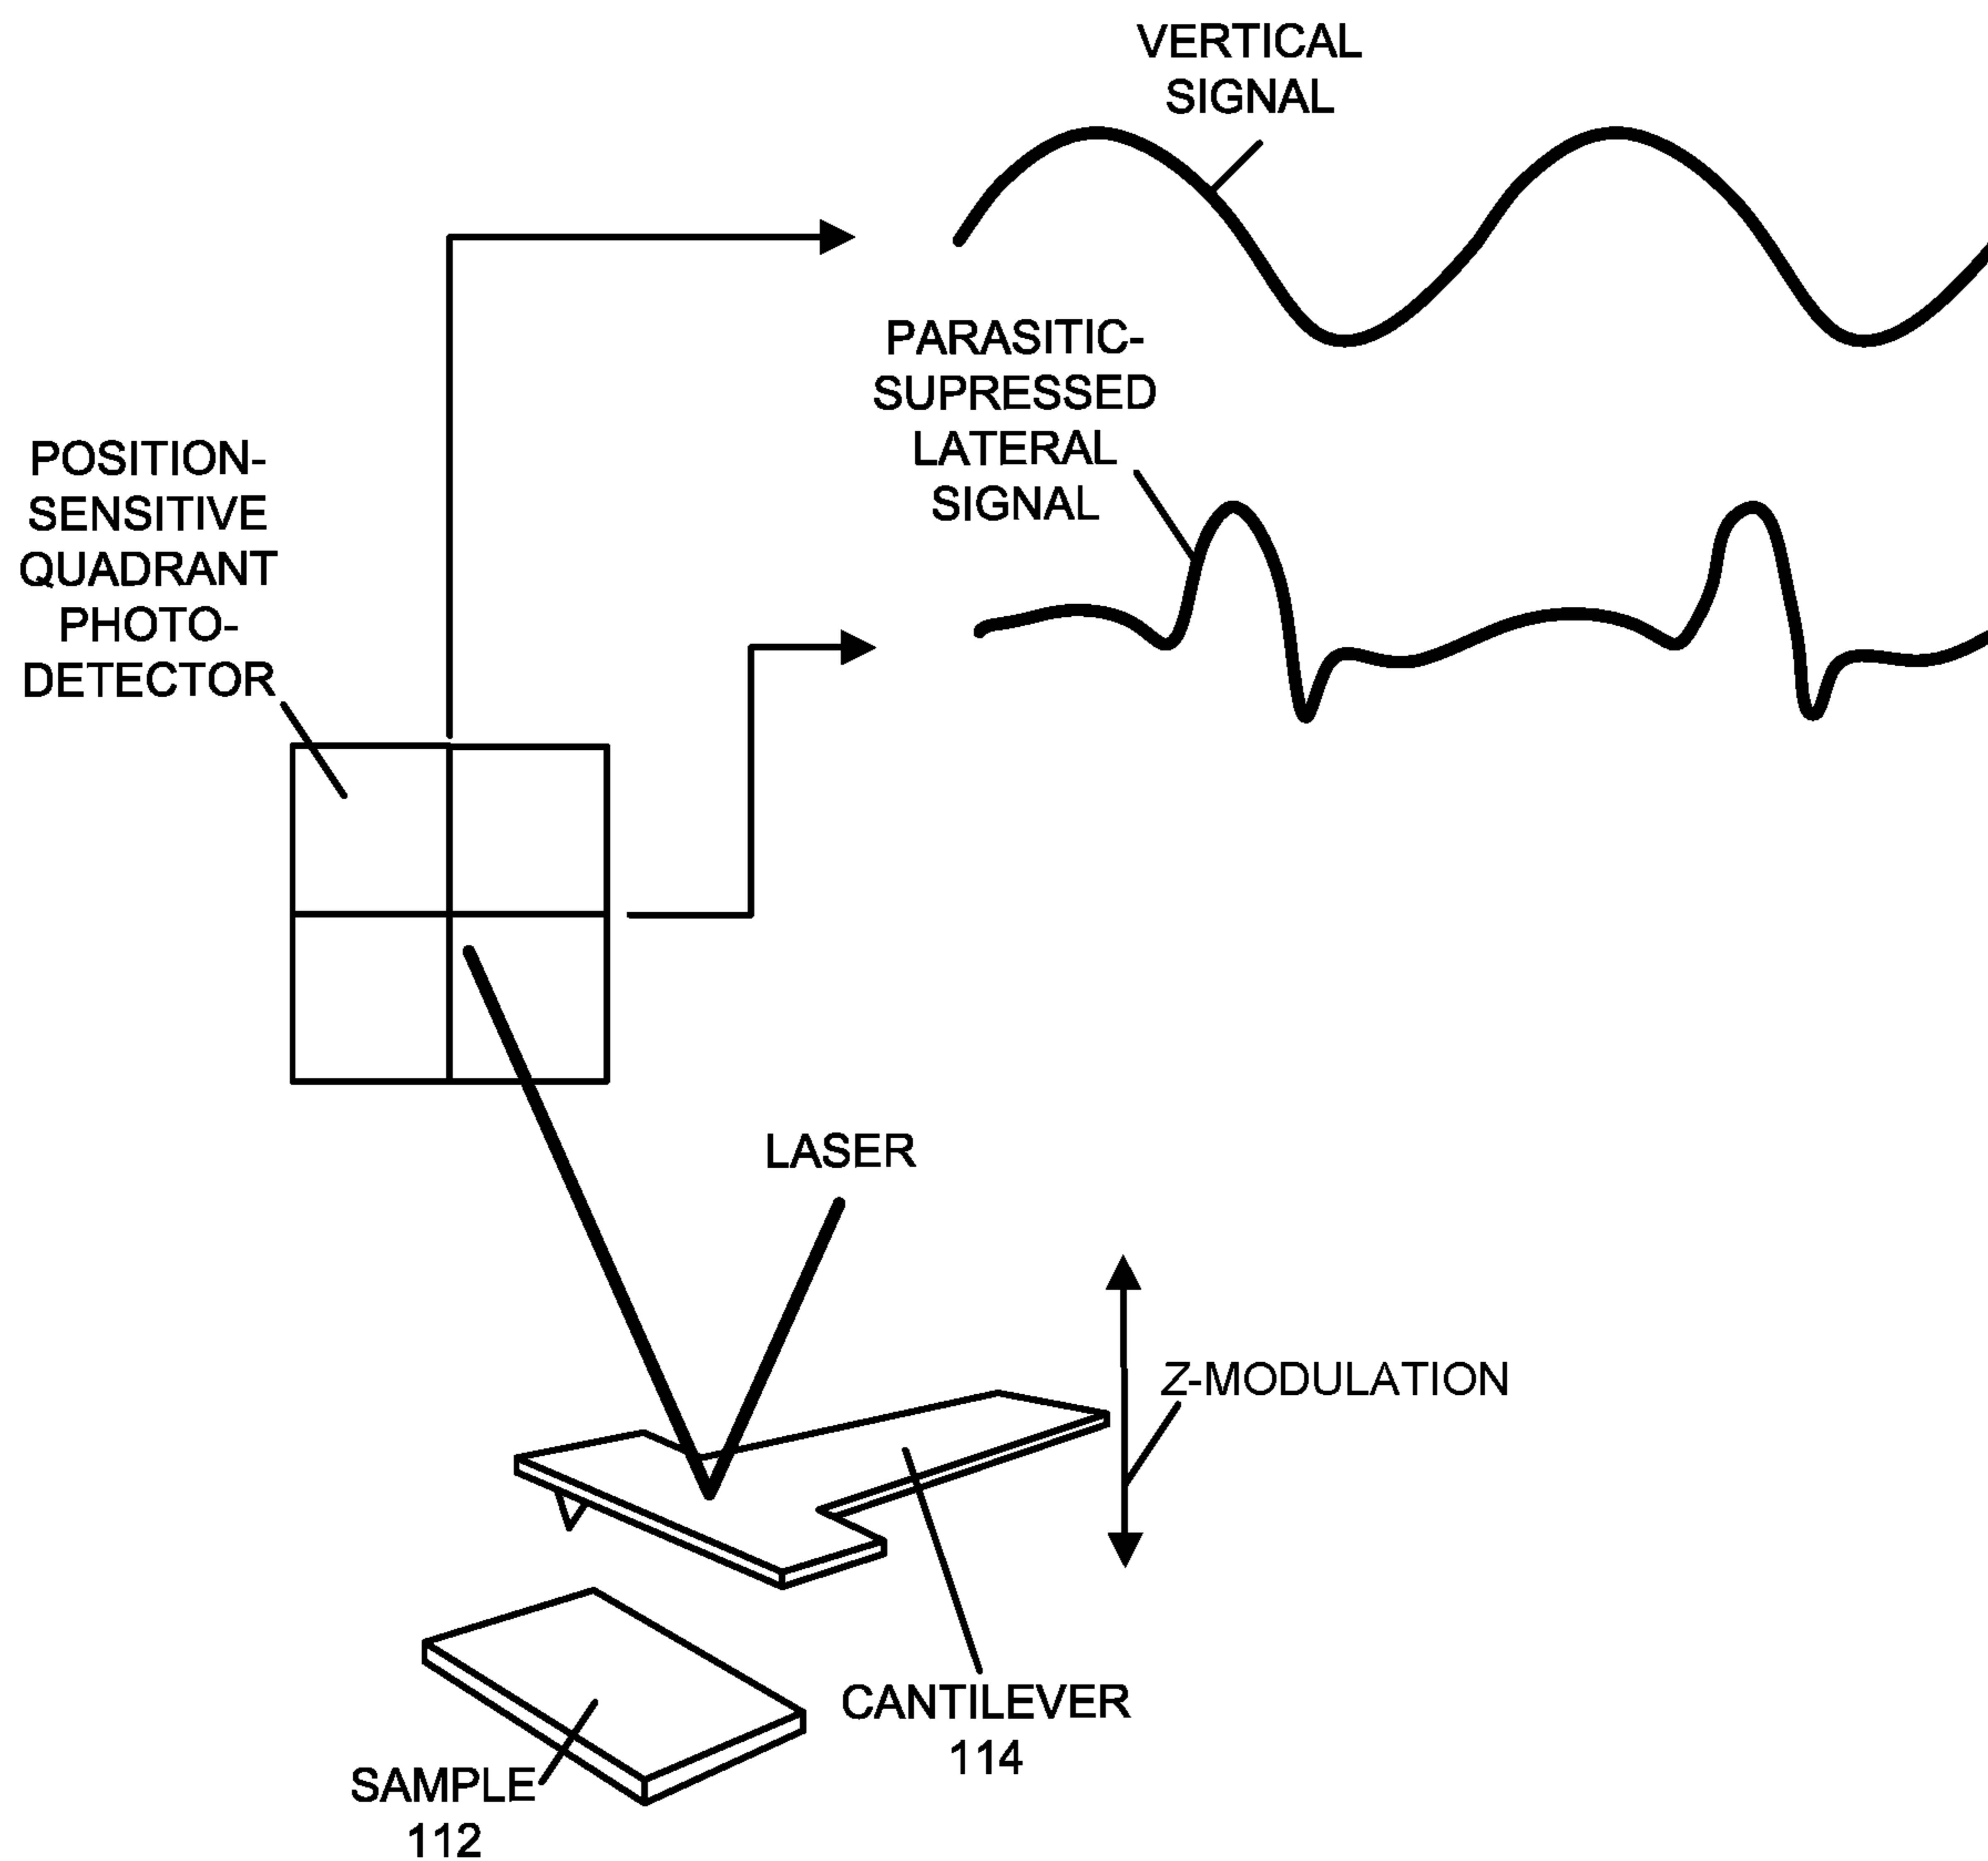 VERTICAL
SIGNAL
PARASITIC-
SUPRESSED
LATERAL
SIGNAL
POSITION-
SENSITIVE
QUADRANT
PHOTO-
DETECTOR
LASER
Z-MODULATION
CANTILEVER
114
SAMPLE
112